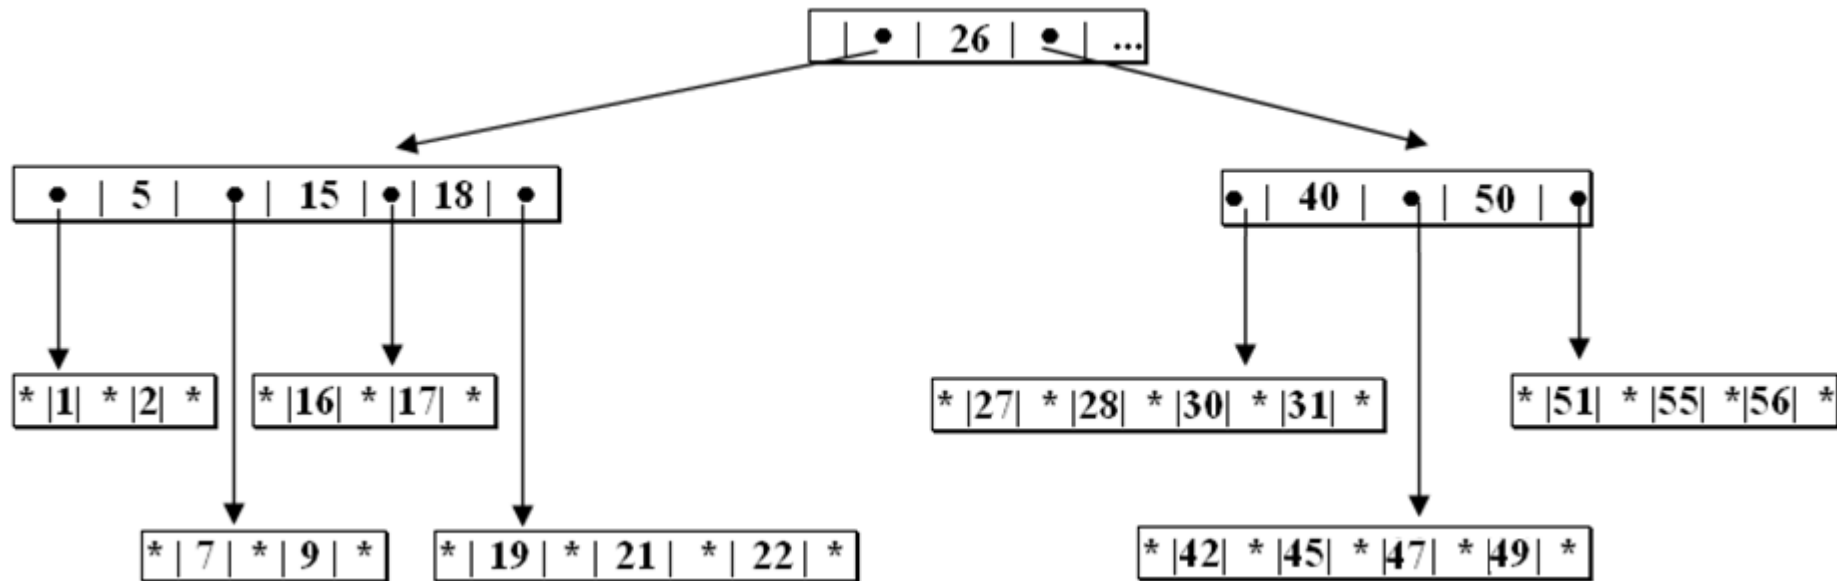 | • | 26 | • | ...
• | 5 | • | 15 | • | 18 | •
• | 40 | • | 50 | •
* |1| * |2| *
* |16| * |17| *
* |27| * |28| * |30| * |31| *
* |51| * |55| * |56| *
* | 7 | * | 9 | *
* | 19 | * | 21 | * | 22 | *
* |42| * |45| * |47| * |49| *